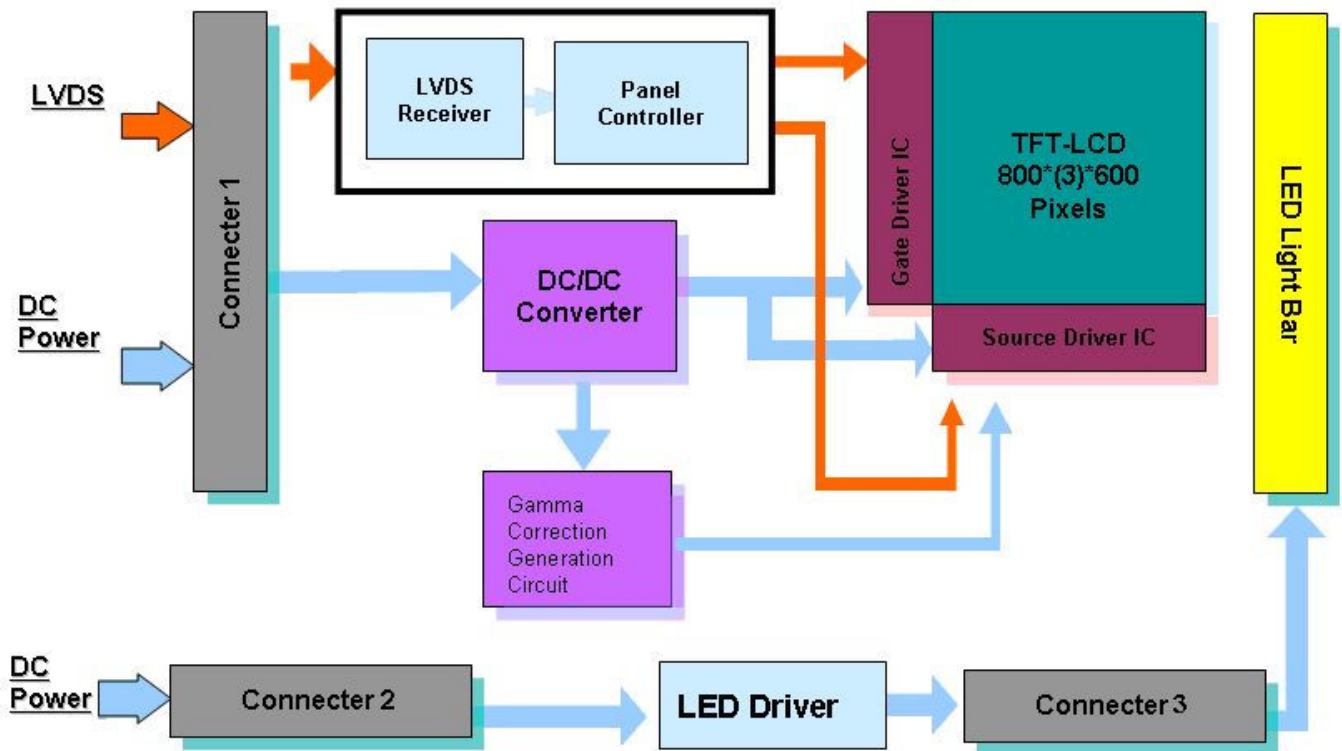 LVDS
DC
Power
Connecter 1
LVDS
Receiver
Panel
Controller
Gate Driver IC
TFT-LCD
800*(3)*600
Pixels
LED Light Bar
DC/DC
Converter
Source Driver IC
Gamma
Correction
Generation
Circuit
DC
Power
Connecter 2
LED Driver
Connecter 3